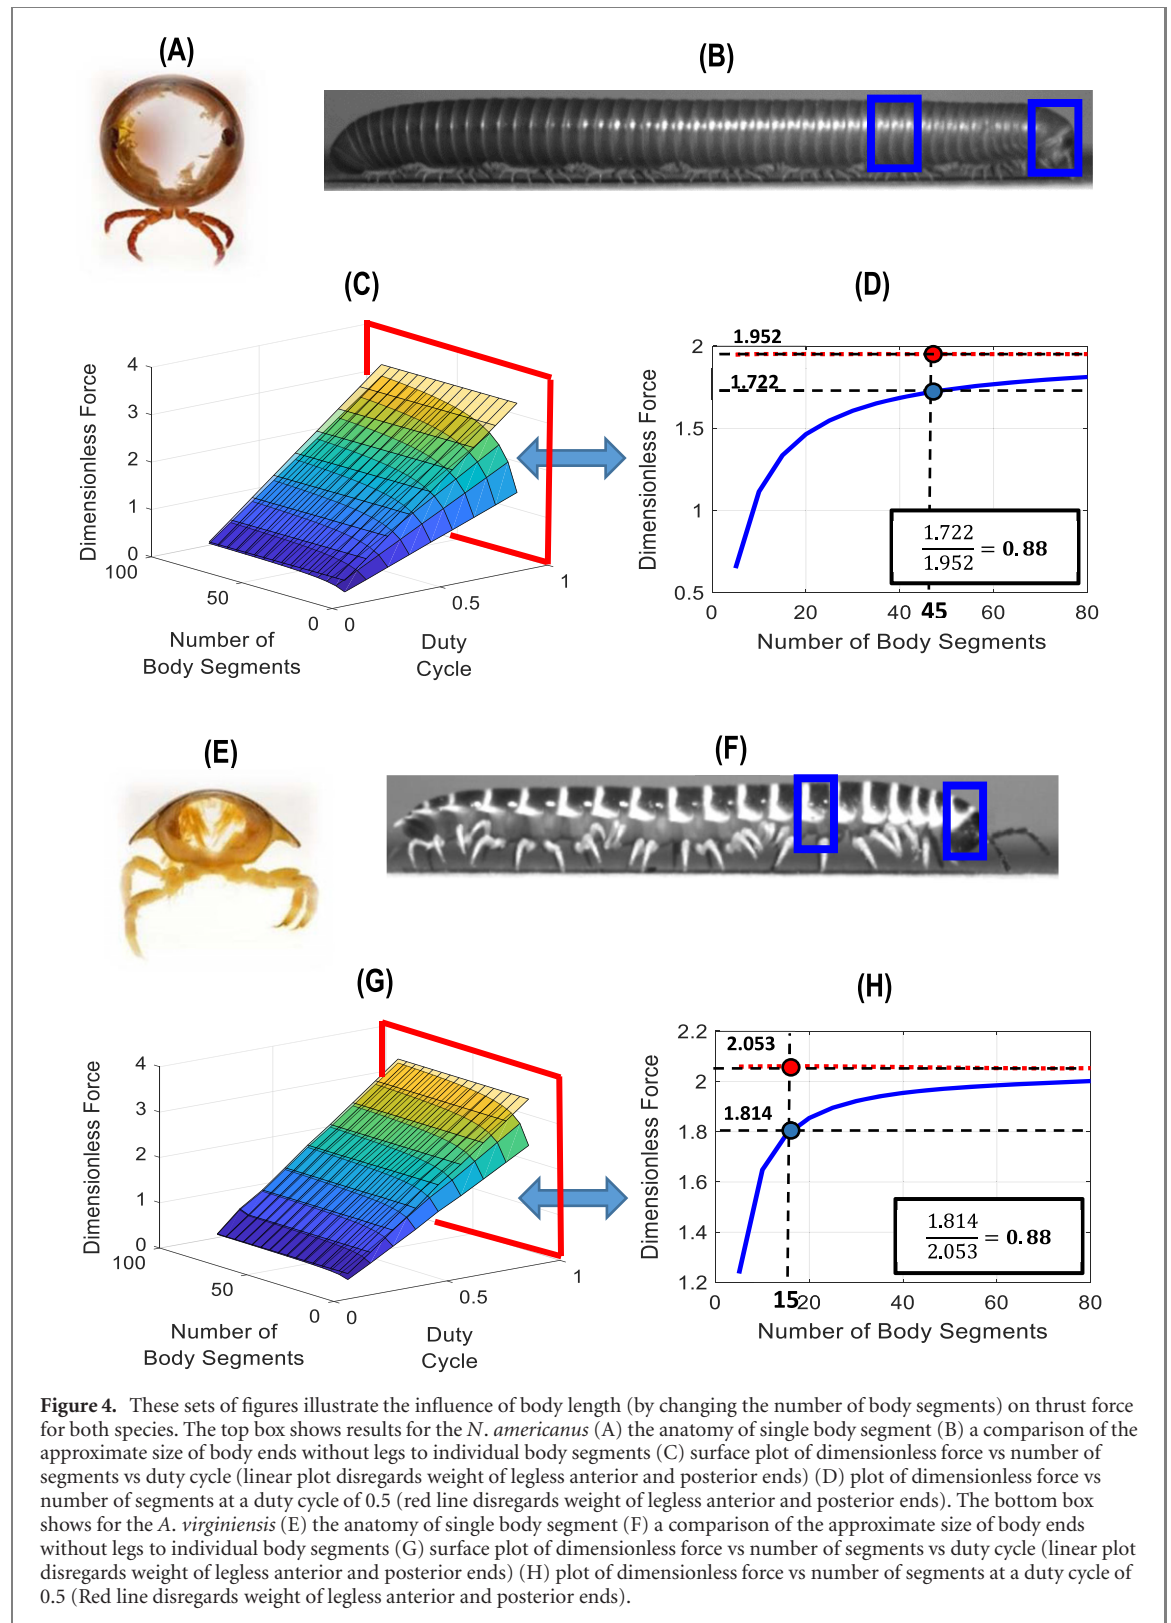 (A)
(B)
(C)
Dimensionless Force
4
3
2
1
0
100
50
0
Number of
Body Segments
0
0.5
1
Duty
Cycle
(D)
Dimensionless Force
2
1.5
1
0.5
1.952
1.722
1.722
1.952
= 0.88
0
20
40
45
60
80
Number of Body Segments
(E)
(F)
(G)
Dimensionless Force
4
3
2
1
0
100
50
0
Number of
Body Segments
0
0.5
1
Duty
Cycle
(H)
Dimensionless Force
2.2
2
1.8
1.6
1.4
1.2
2.053
1.814
1.814
2.053
= 0.88
0
15
20
40
60
80
Number of Body Segments
Figure 4. These sets of figures illustrate the influence of body length (by changing the number of body segments) on thrust force
for both species. The top box shows results for the N. americanus (A) the anatomy of single body segment (B) a comparison of the
approximate size of body ends without legs to individual body segments (C) surface plot of dimensionless force vs number of
segments vs duty cycle (linear plot disregards weight of legless anterior and posterior ends) (D) plot of dimensionless force vs
number of segments at a duty cycle of 0.5 (red line disregards weight of legless anterior and posterior ends). The bottom box
shows for the A. virginiensis (E) the anatomy of single body segment (F) a comparison of the approximate size of body ends
without legs to individual body segments (G) surface plot of dimensionless force vs number of segments vs duty cycle (linear plot
disregards weight of legless anterior and posterior ends) (H) plot of dimensionless force vs number of segments at a duty cycle of
0.5 (Red line disregards weight of legless anterior and posterior ends).